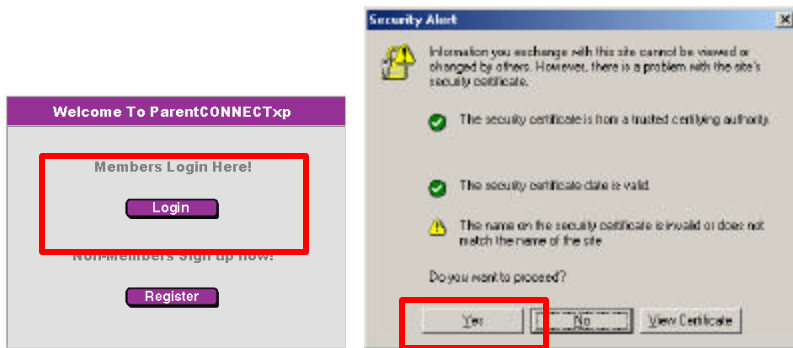 Welcome To ParentCONNECTxp
Members Login Here!
Login
Non-Members Sign up now!
Register
Security Alert
Information you exchange with this site cannot be viewed or
changed by others. However, there is a problem with the site's
security certificate.
The security certificate is from a trusted certifying authority.
The security certificate date is valid.
The name on the security certificate is invalid or does not
match the name of the site
Do you want to proceed?
Yes
No
View Certificate